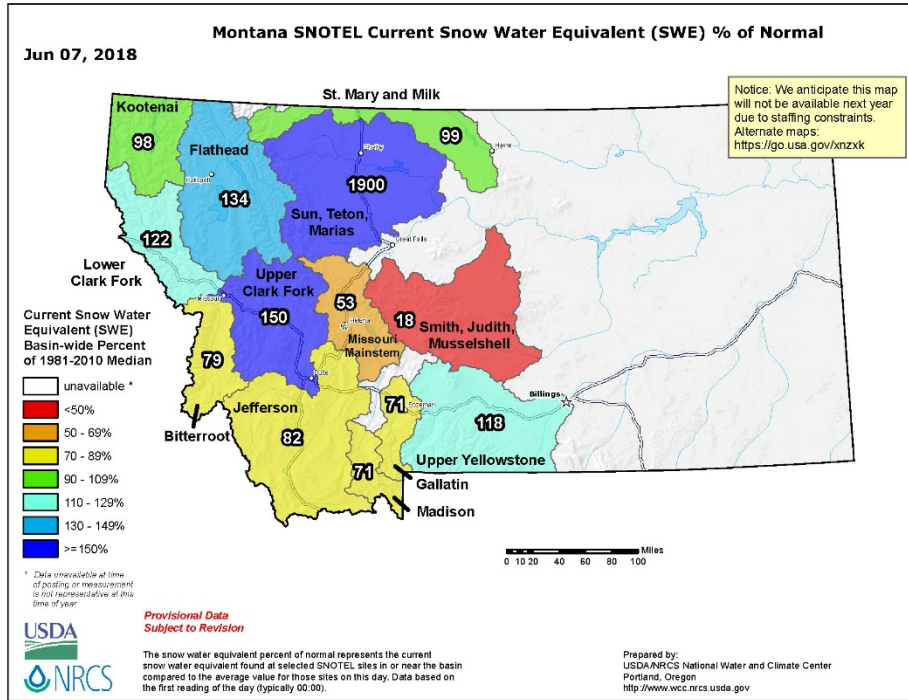 Montana SNOTEL Current Snow Water Equivalent (SWE) % of Normal
Jun 07, 2018
Notice: We anticipate this map
will not be available next year
due to staffing constraints.
Alternate maps:
https://go.usa.gov/xnzxk
St. Mary and Milk
Kootenai
98
99
Havre
Flathead
Shelby
Kalispell
134
1900
Sun, Teton,
Marias
122
Great Falls
Lower
Clark Fork
Upper
Clark Fork
Missoula
150
53
Helena
Missouri
Mainstem
18
Smith, Judith,
Musselshell
Current Snow Water
Equivalent (SWE)
Basin-wide Percent
of 1981-2010 Median
unavailable *
<50%
50 - 69%
70 - 89%
90 - 109%
110 - 129%
130 - 149%
>= 150%
79
Butte
Bitterroot
Jefferson
82
71
Bozeman
71
Billings
118
Upper Yellowstone
Gallatin
Madison
Miles
0 10 20 40 60 80 100
* Data unavailable at time
of posting or measurement
is not representative at this
time of year
Provisional Data
Subject to Revision
USDA
NRCS
The snow water equivalent percent of normal represents the current
snow water equivalent found at selected SNOTEL sites in or near the basin
compared to the average value for those sites on this day. Data based on
the first reading of the day (typically 00:00).
Prepared by:
USDA/NRCS National Water and Climate Center
Portland, Oregon
http://www.wcc.nrcs.usda.gov